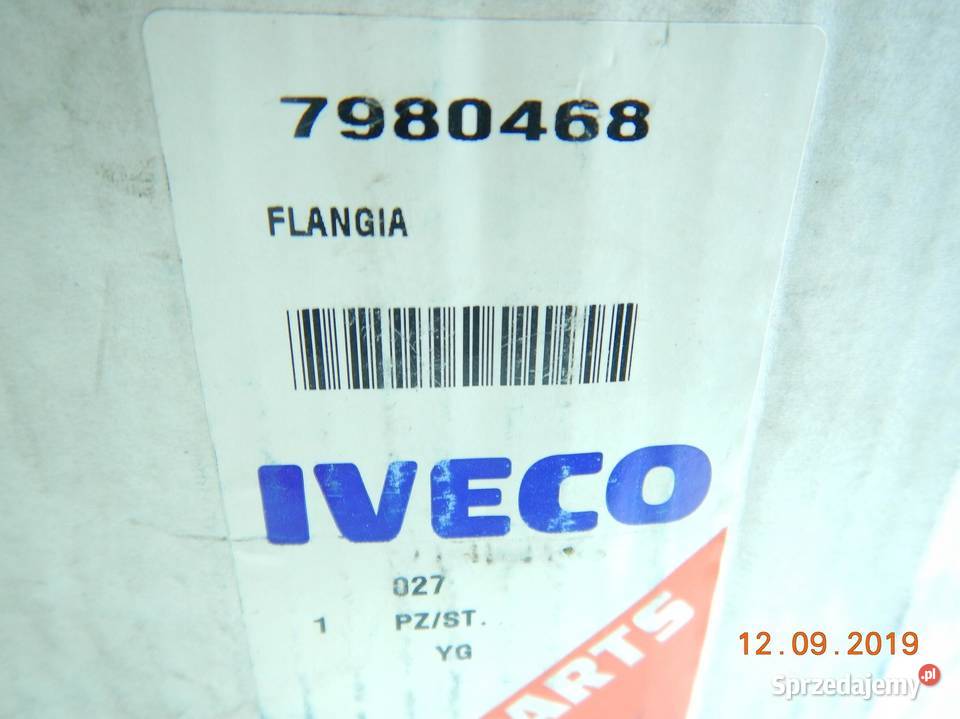 7980468
FLANGIA
IVECO
027
1 PZ/ST.
YG
ARTS
12.09.2019
Sprzedajemy.pl